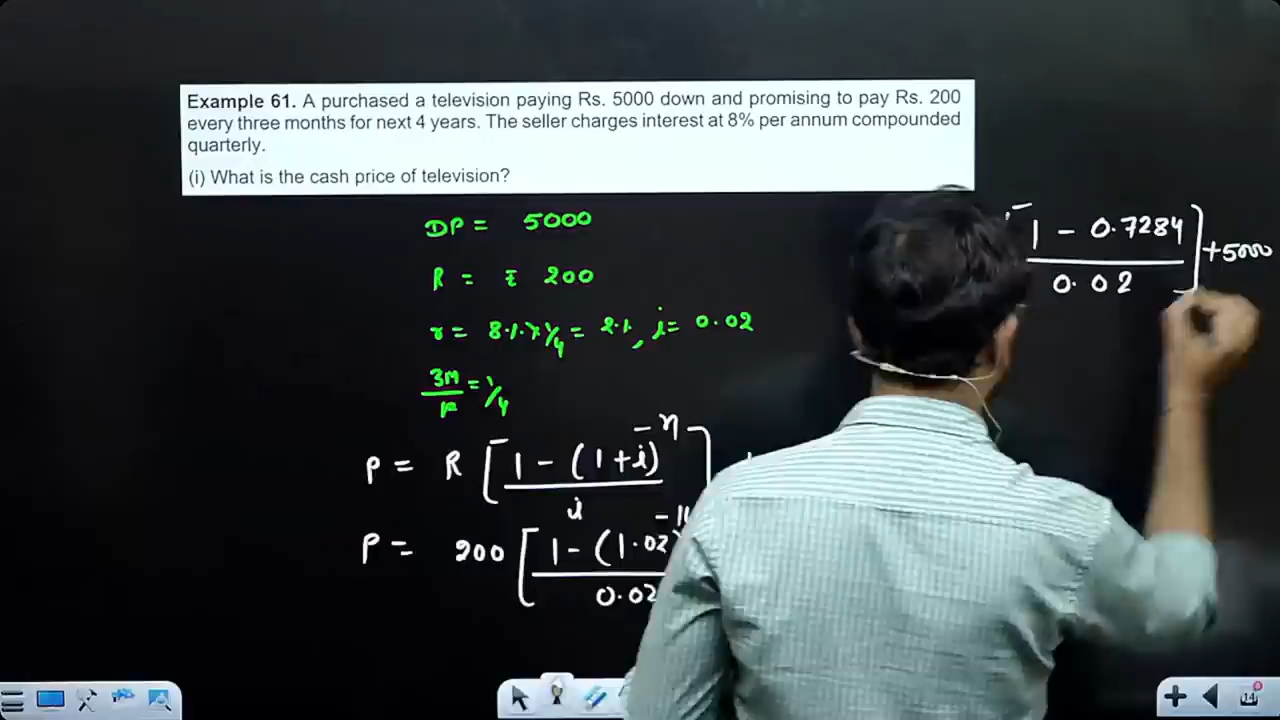 Example 61. A purchased a television paying Rs. 5000 down and promising to pay Rs. 200
every three months for next 4 years. The seller charges interest at 8% per annum compounded
quarterly.
(i) What is the cash price of television?
DP = 5000
R = ₹ 200
r = 8% × 1/4 = 2%, i = 0.02
3M/12 = 1/4
P = R [1 - (1+i)^-n / i]
P = 200 [1 - (1.02) / 0.02
[1 - 0.7284 / 0.02] + 5000
14